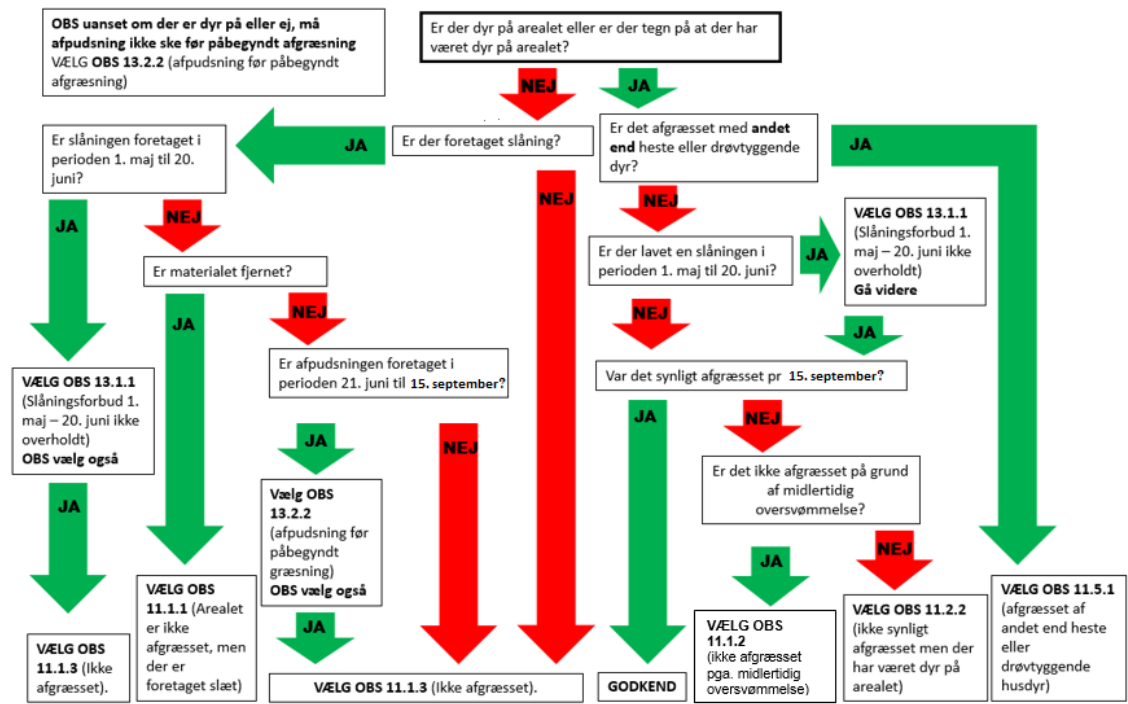 OBS uanset om der er dyr på eller ej, må
afpudsning ikke ske før påbegyndt afgræsning
VÆLG OBS 13.2.2 (afpudsning før påbegyndt
afgræsning)
Er der dyr på arealet eller er der tegn på at der har
været dyr på arealet?
NEJ
JA
Er slåningen foretaget i
perioden 1. maj til 20.
juni?
JA
Er der foretaget slåning?
Er det afgræsset med andet
end heste eller drøvtyggende
dyr?
JA
JA
NEJ
NEJ
NEJ
VÆLG OBS 13.1.1
(Slåningsforbud 1.
maj – 20. juni ikke
overholdt)
Gå videre
Er materialet fjernet?
Er der lavet en slåningen i
perioden 1. maj til 20. juni?
JA
JA
NEJ
NEJ
JA
Er afpudsningen foretaget i
perioden 21. juni til 15. september?
Var det synligt afgræsset pr 15. september?
VÆLG OBS 13.1.1
(Slåningsforbud 1.
maj – 20. juni ikke
overholdt)
OBS vælg også
JA
NEJ
JA
NEJ
Er det ikke afgræsset på grund
af midlertidig
oversvømmelse?
JA
Vælg OBS
13.2.2
(afpudsning før
påbegyndt
græsning)
OBS vælg også
JA
NEJ
JA
VÆLG OBS
11.1.3 (Ikke
afgræsset).
VÆLG OBS
11.1.1 (Arealet
er ikke
afgræsset, men
der er
foretaget slæt)
VÆLG OBS 11.1.3 (Ikke afgræsset).
GODKEND
VÆLG OBS
11.1.2
(ikke afgræsset
pga. midlertidig
oversvømmelse)
VÆLG OBS 11.2.2
(ikke synligt
afgræsset men der
har været dyr på
arealet)
VÆLG OBS 11.5.1
(afgræsset af
andet end heste
eller
drøvtyggende
husdyr)